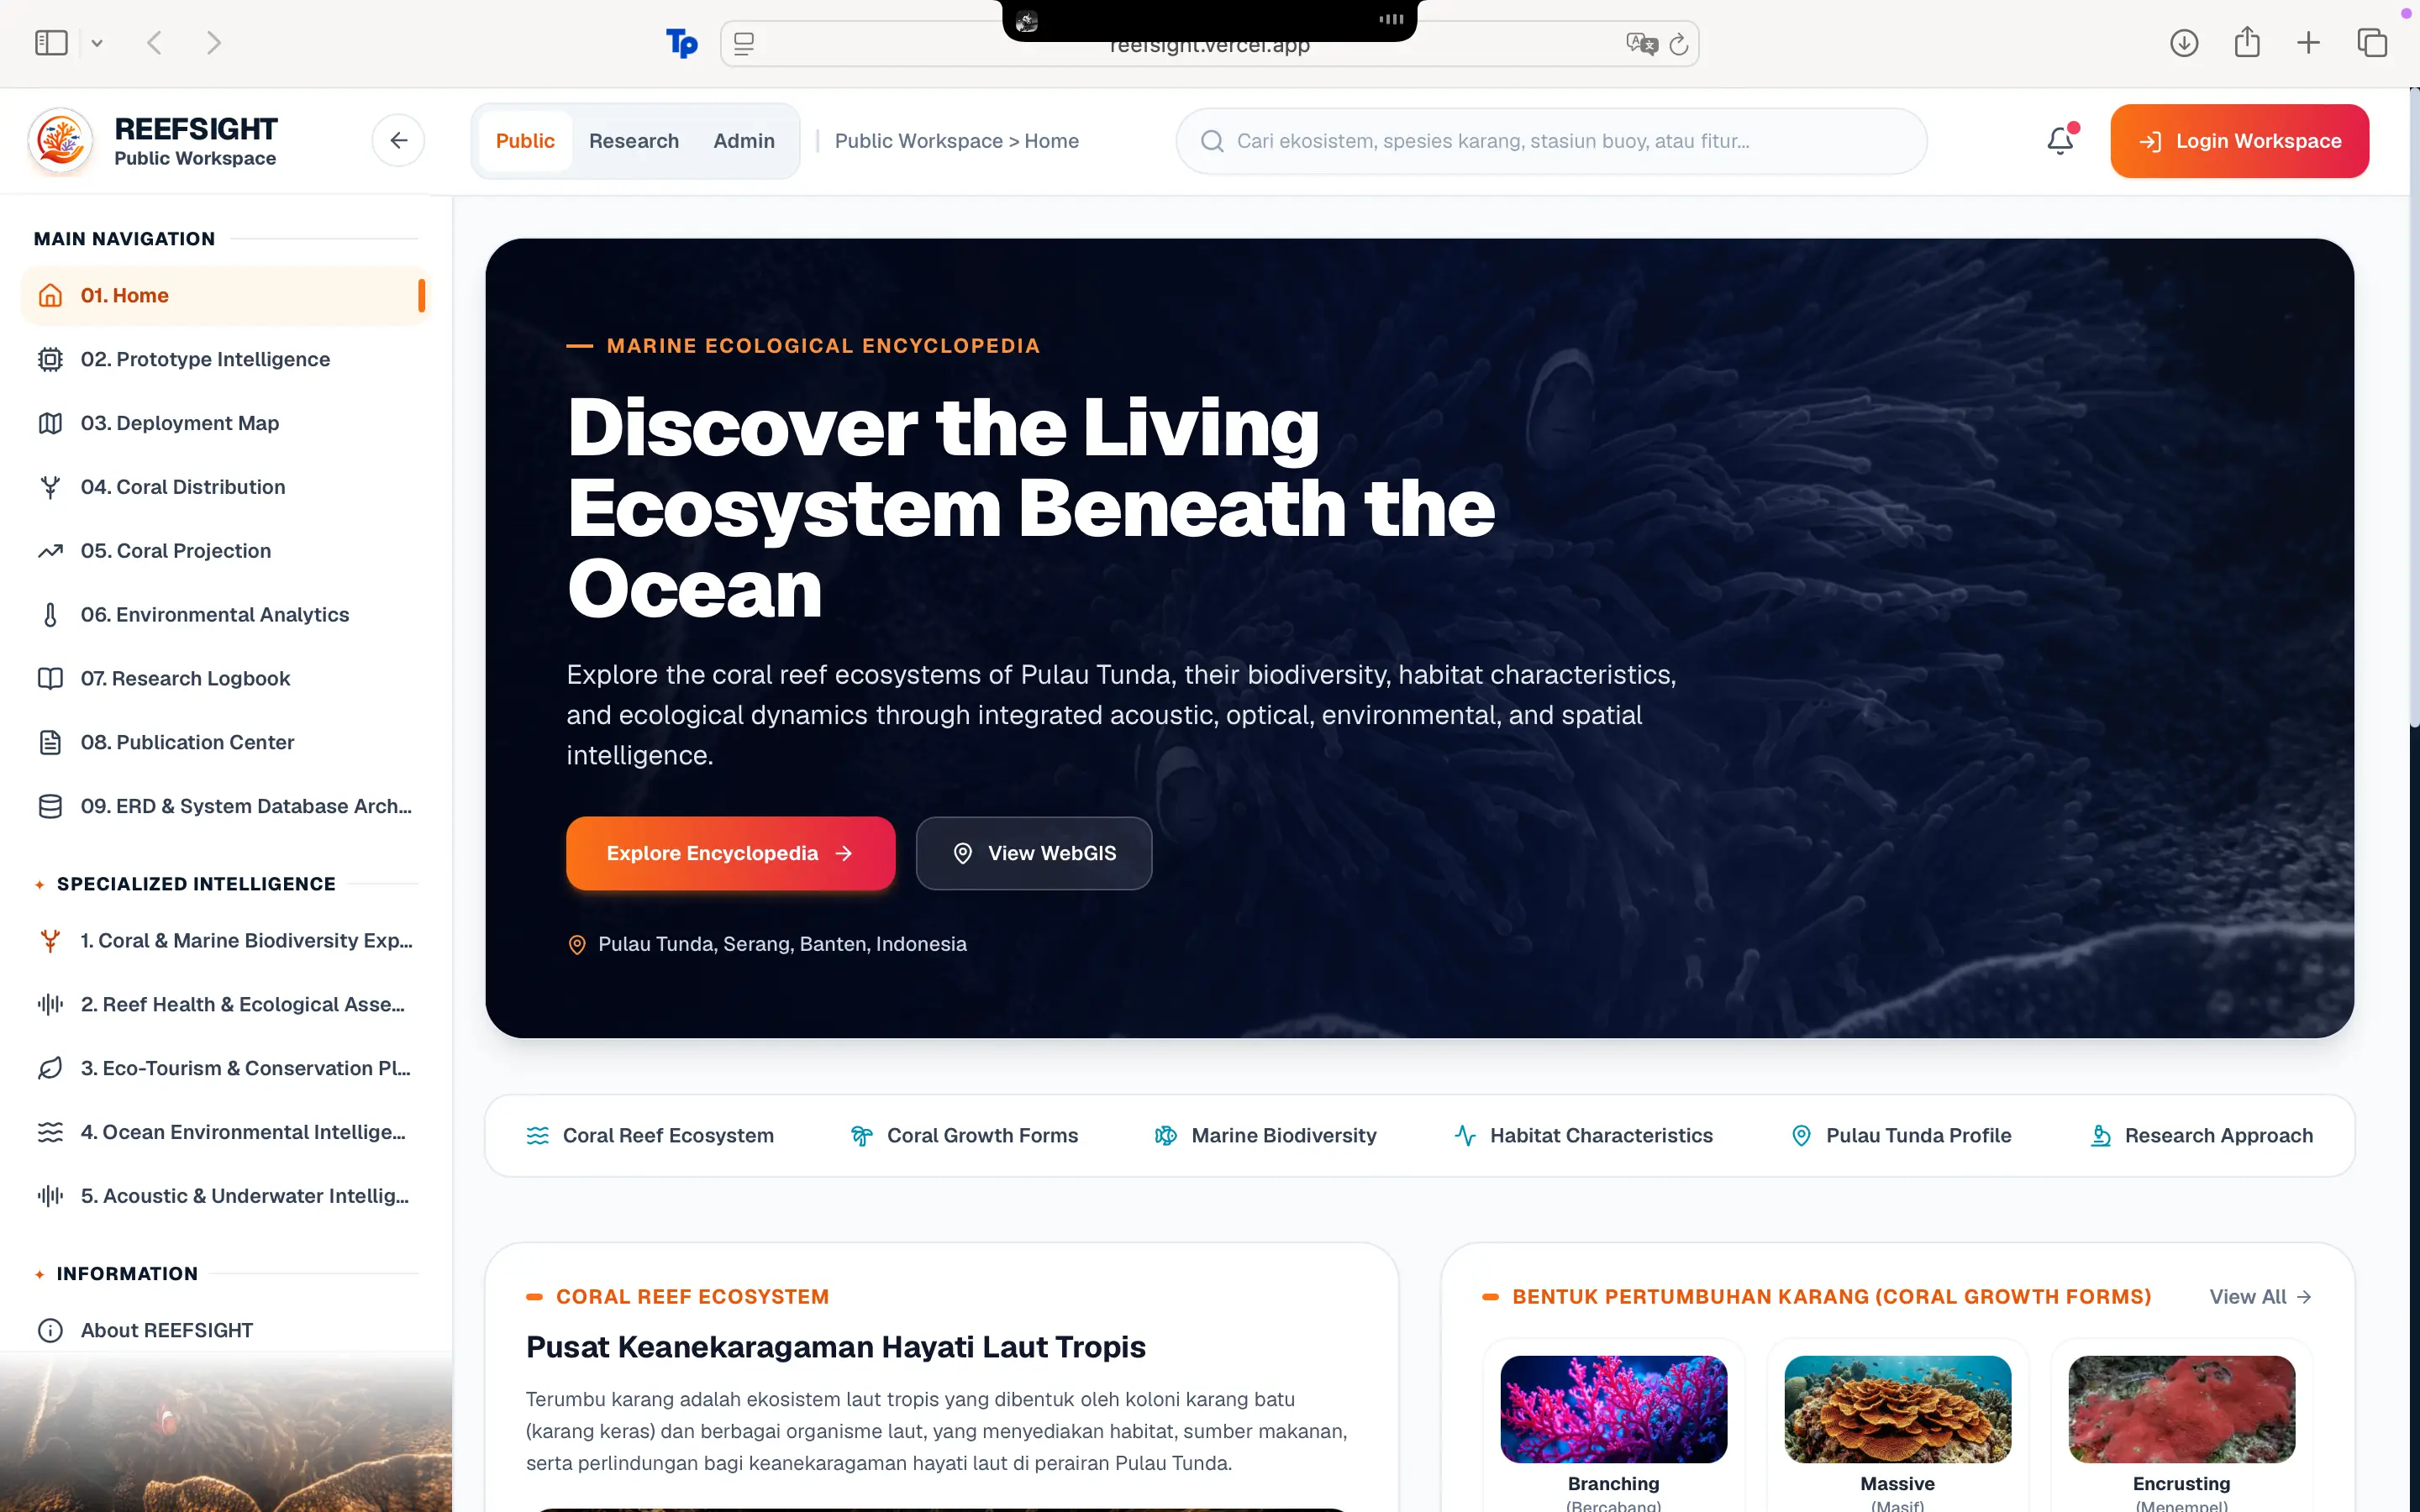 Tp
reefsight.vercel.app
REEFSIGHT
Public Workspace
Public
Research
Admin
Public Workspace > Home
Cari ekosistem, spesies karang, stasiun buoy, atau fitur...
Login Workspace
MAIN NAVIGATION
01. Home
02. Prototype Intelligence
03. Deployment Map
04. Coral Distribution
05. Coral Projection
06. Environmental Analytics
07. Research Logbook
08. Publication Center
09. ERD & System Database Arch...
SPECIALIZED INTELLIGENCE
1. Coral & Marine Biodiversity Exp...
2. Reef Health & Ecological Asse...
3. Eco-Tourism & Conservation Pl...
4. Ocean Environmental Intellige...
5. Acoustic & Underwater Intellig...
INFORMATION
About REEFSIGHT
MARINE ECOLOGICAL ENCYCLOPEDIA
Discover the Living
Ecosystem Beneath the
Ocean
Explore the coral reef ecosystems of Pulau Tunda, their biodiversity, habitat characteristics,
and ecological dynamics through integrated acoustic, optical, environmental, and spatial
intelligence.
Explore Encyclopedia
View WebGIS
Pulau Tunda, Serang, Banten, Indonesia
Coral Reef Ecosystem
Coral Growth Forms
Marine Biodiversity
Habitat Characteristics
Pulau Tunda Profile
Research Approach
CORAL REEF ECOSYSTEM
Pusat Keanekaragaman Hayati Laut Tropis
Terumbu karang adalah ekosistem laut tropis yang dibentuk oleh koloni karang batu
(karang keras) dan berbagai organisme laut, yang menyediakan habitat, sumber makanan,
serta perlindungan bagi keanekaragaman hayati laut di perairan Pulau Tunda.
BENTUK PERTUMBUHAN KARANG (CORAL GROWTH FORMS)
View All
Branching
(Bercabang)
Massive
(Masif)
Encrusting
(Menempel)